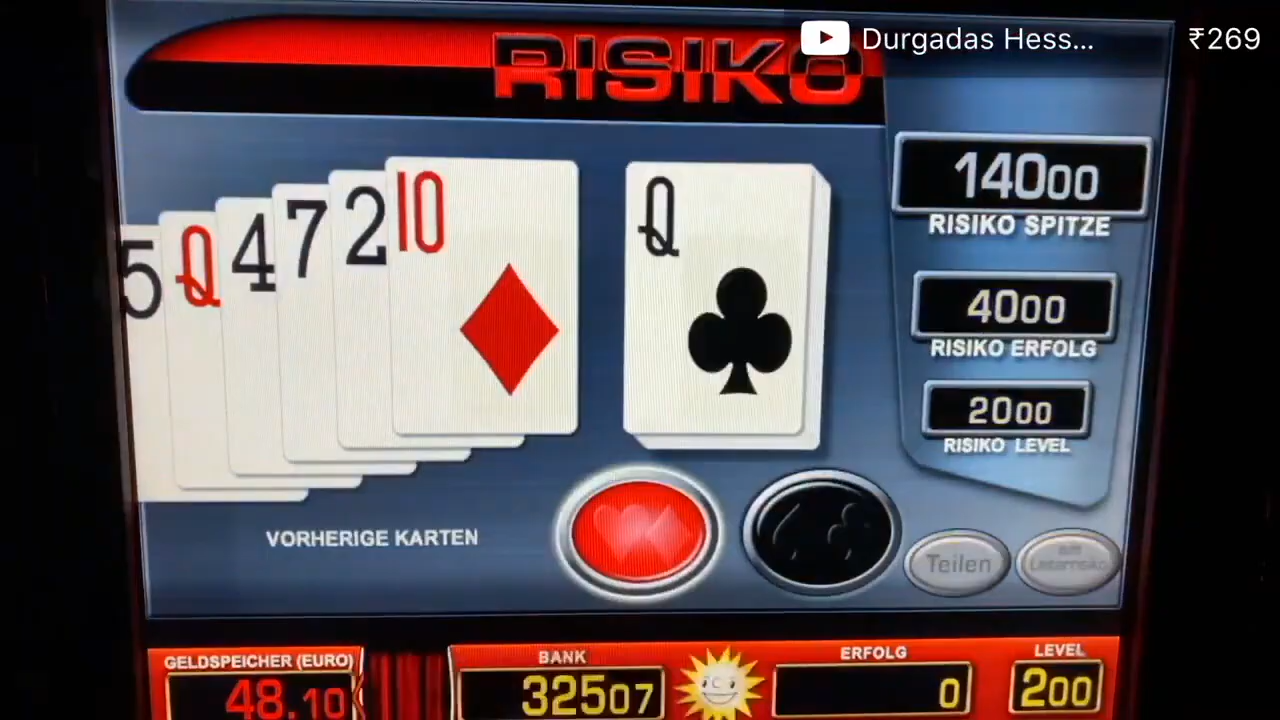 RISIKO
Durgadas Hess... ₹269
14000
RISIKO SPITZE
5 Q 4 7 2 10
Q
4000
RISIKO ERFOLG
2000
RISIKO LEVEL
VORHERIGE KARTEN
Teilen
GELDSPEICHER (EURO)
48.10
BANK
32507
ERFOLG
0
LEVEL
200